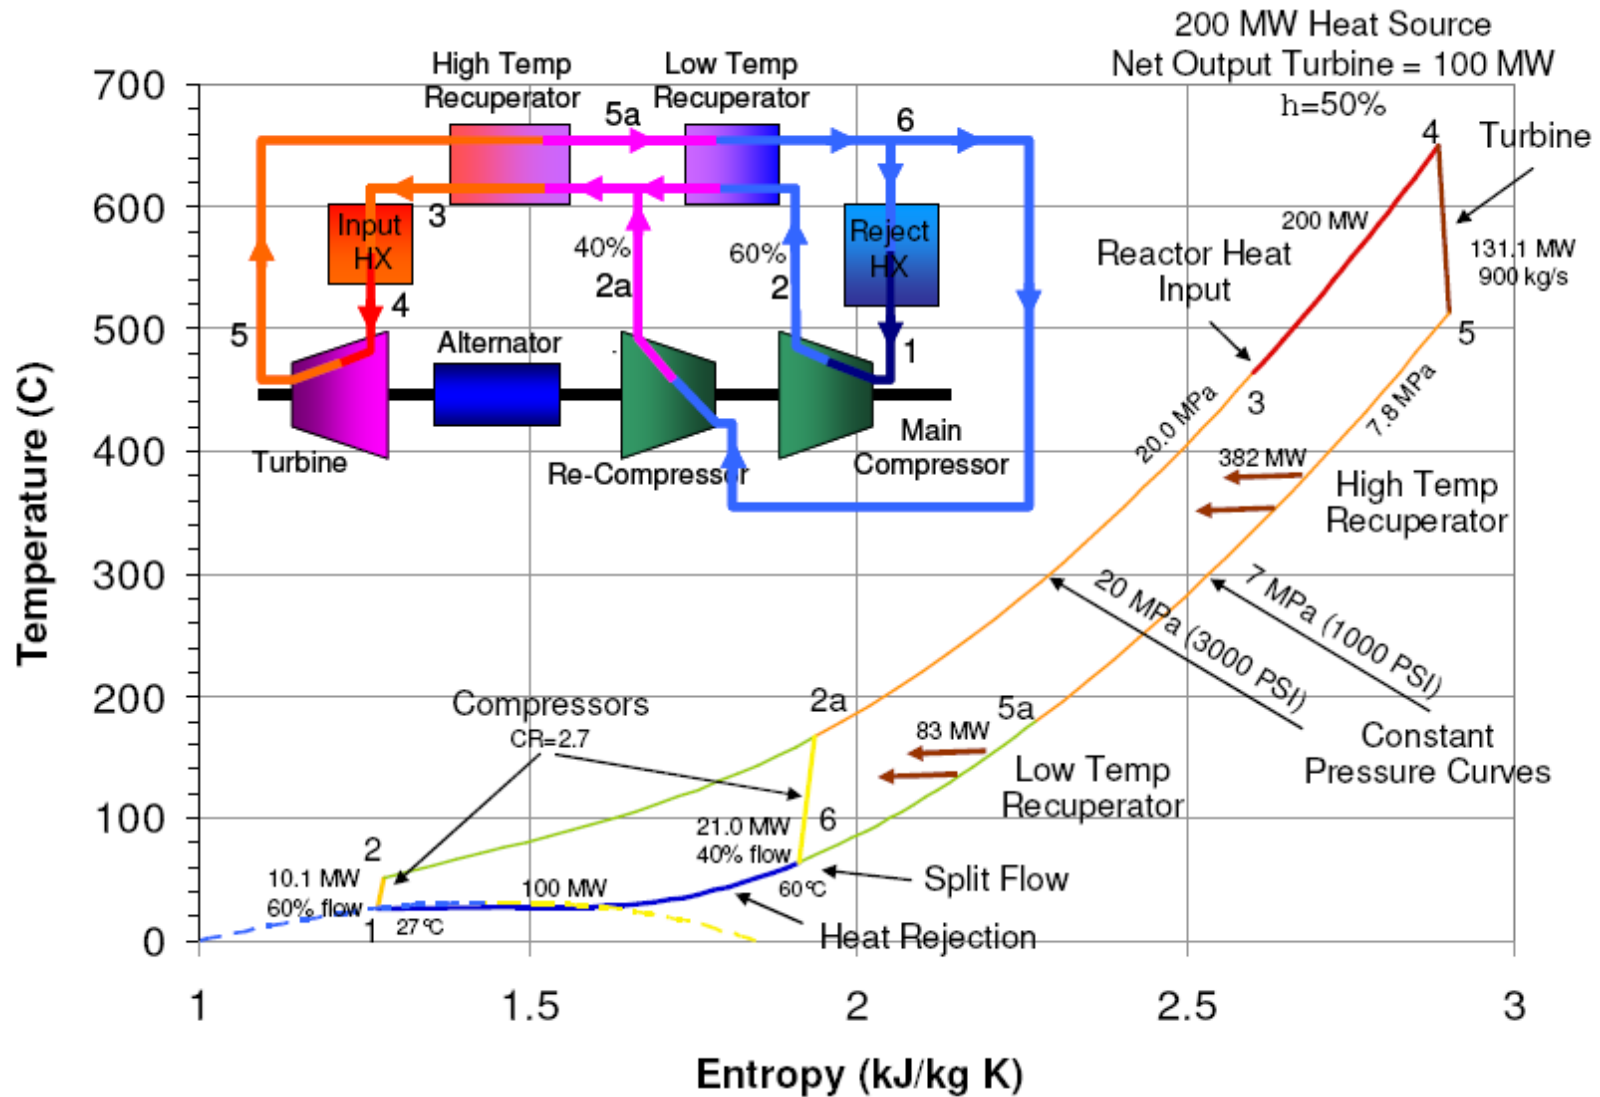 200 MW Heat Source
Net Output Turbine = 100 MW
h=50%
High Temp
Recuperator
Low Temp
Recuperator
5a
6
4
Turbine
3
Input
HX
40%
2a
60%
2
Reject
HX
4
5
1
Alternator
Turbine
Re-Compressor
Main
Compressor
200 MW
131.1 MW
900 kg/s
Reactor Heat
Input
5
3
20.0 MPa
7.8 MPa
382 MW
High Temp
Recuperator
20 MPa (3000 PSI)
7 MPa (1000 PSI)
Constant
Pressure Curves
Compressors
CR=2.7
2a
5a
83 MW
Low Temp
Recuperator
6
21.0 MW
40% flow
60°C
Split Flow
2
10.1 MW
60% flow
1
27°C
100 MW
Heat Rejection
700
600
500
400
300
200
100
0
Temperature (C)
1
1.5
2
2.5
3
Entropy (kJ/kg K)